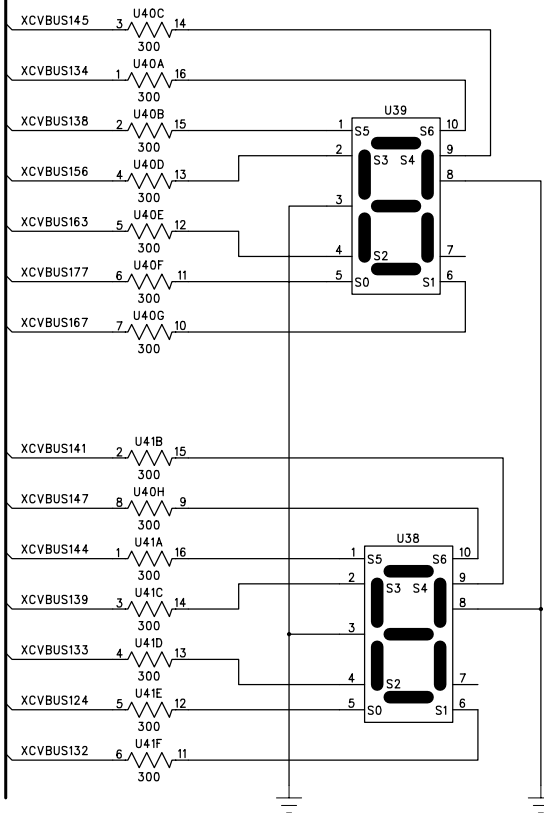 U40C
XCVBUS145 3 14
300
U40A
XCVBUS134 1 16
300
U40B
XCVBUS138 2 15
300
U40D
XCVBUS156 4 13
300
U40E
XCVBUS163 5 12
300
U40F
XCVBUS177 6 11
300
U40G
XCVBUS167 7 10
300
U39
1 S5 S6 10
2 S3 S4 9
8
3
4 S2 7
5 S0 S1 6
U41B
XCVBUS141 2 15
300
U40H
XCVBUS147 8 9
300
U41A
XCVBUS144 1 16
300
U41C
XCVBUS139 3 14
300
U41D
XCVBUS133 4 13
300
U41E
XCVBUS124 5 12
300
U41F
XCVBUS132 6 11
300
U38
1 S5 S6 10
2 S3 S4 9
8
3
4 S2 7
5 S0 S1 6